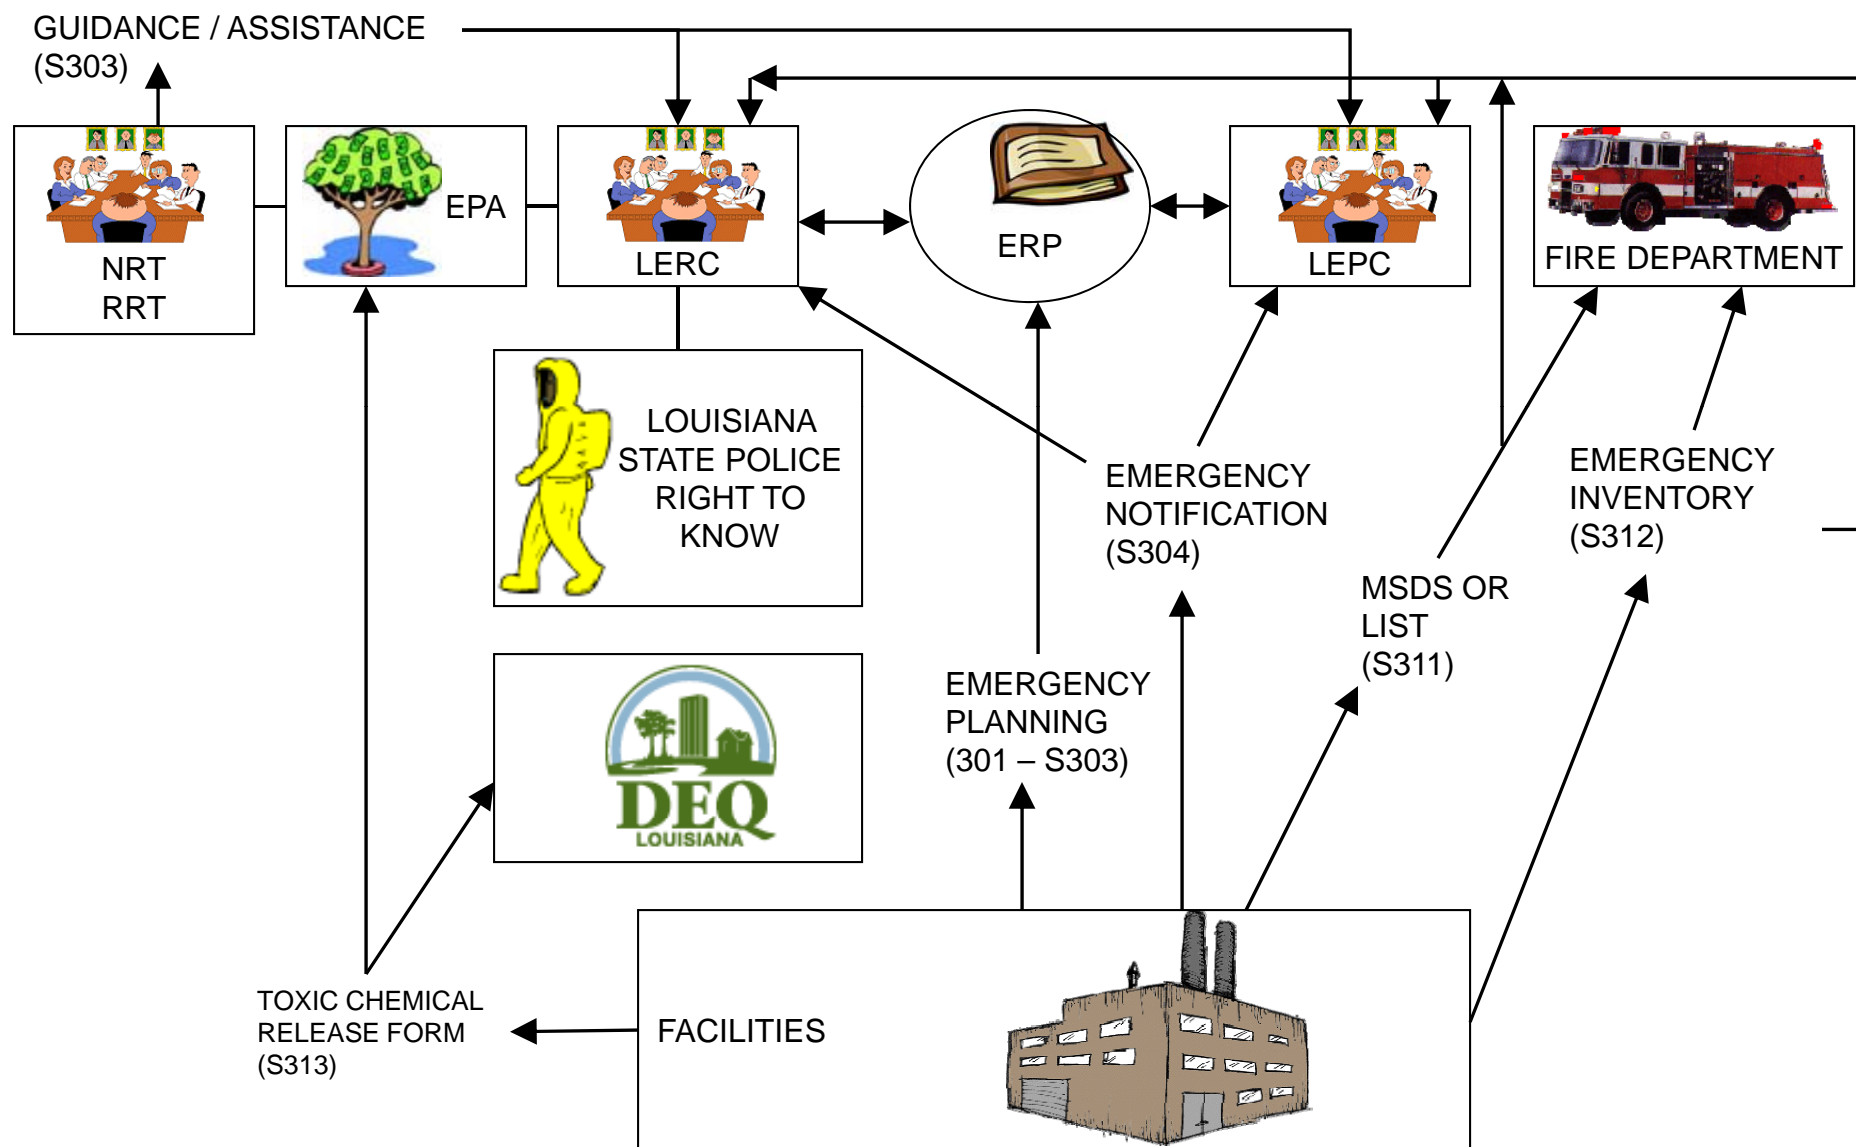 GUIDANCE / ASSISTANCE
(S303)
NRT
RRT
EPA
LERC
ERP
LEPC
FIRE DEPARTMENT
LOUISIANA
STATE POLICE
RIGHT TO
KNOW
EMERGENCY
NOTIFICATION
(S304)
EMERGENCY
INVENTORY
(S312)
MSDS OR
LIST
(S311)
EMERGENCY
PLANNING
(301 – S303)
DEQ
LOUISIANA
TOXIC CHEMICAL
RELEASE FORM
(S313)
FACILITIES